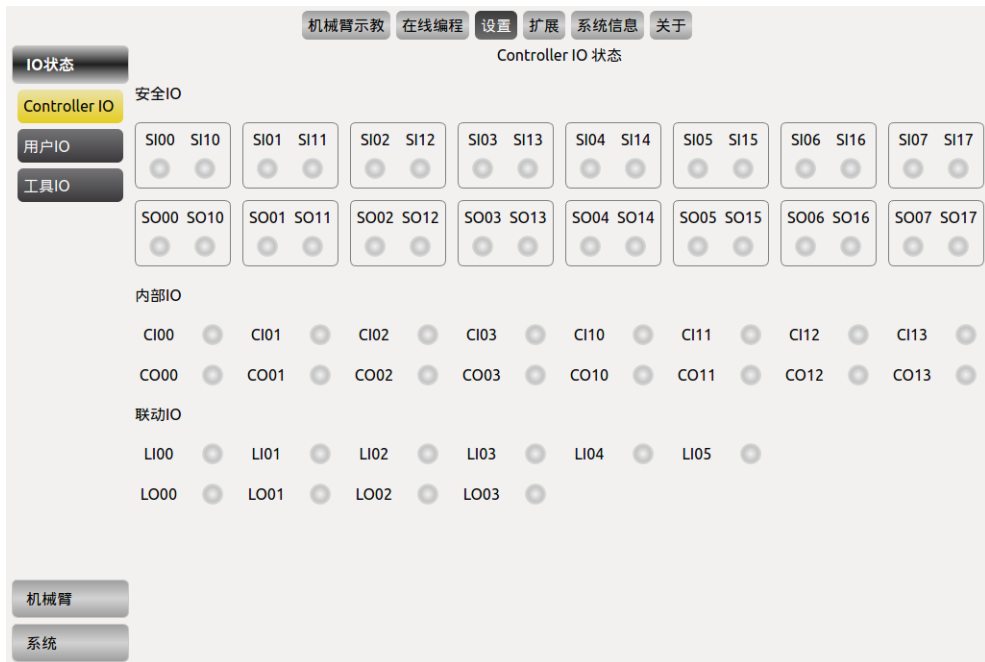 机械臂示教 在线编程 设置 扩展 系统信息 关于
IO状态
Controller IO
用户IO
工具IO
机械臂
系统
Controller IO 状态
安全IO
SI00 SI10 SI01 SI11 SI02 SI12 SI03 SI13 SI04 SI14 SI05 SI15 SI06 SI16 SI07 SI17
SO00 SO10 SO01 SO11 SO02 SO12 SO03 SO13 SO04 SO14 SO05 SO15 SO06 SO16 SO07 SO17
内部IO
CI00 CI01 CI02 CI03 CI10 CI11 CI12 CI13
CO00 CO01 CO02 CO03 CO10 CO11 CO12 CO13
联动IO
LI00 LI01 LI02 LI03 LI04 LI05
LO00 LO01 LO02 LO03